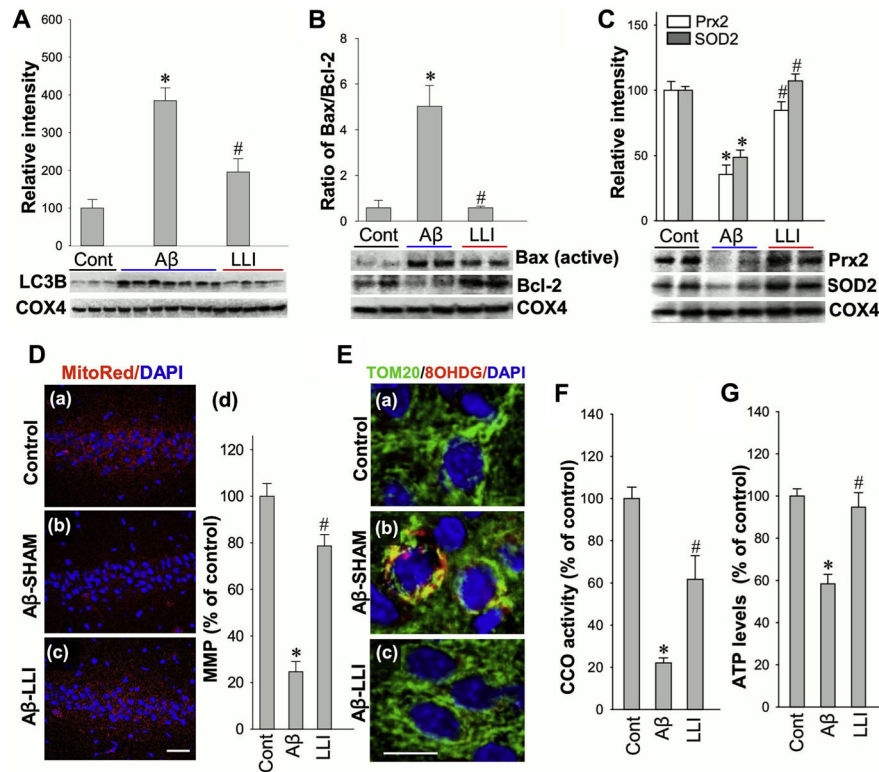 A
Relative intensity
600
500
400
300
200
100
0
*
#
Cont Aβ LLI
LC3B
COX4
B
Ratio of Bax/Bcl-2
8
6
4
2
0
*
#
Cont Aβ LLI
Bax (active)
Bcl-2
COX4
C
Prx2
SOD2
Relative intensity
150
100
50
0
* *
# #
Cont Aβ LLI
Prx2
SOD2
COX4
D
MitoRed/DAPI
(a)
Control
(b)
Aβ-SHAM
(c)
Aβ-LLI
(d)
MMP (% of control)
120
100
80
60
40
20
0
*
#
Cont
Aβ
LLI
E
TOM20/8OHDG/DAPI
(a)
Control
(b)
Aβ-SHAM
(c)
Aβ-LLI
F
CCO activity (% of control)
140
120
100
80
60
40
20
0
*
#
Cont
Aβ
LLI
G
ATP levels (% of control)
140
120
100
80
60
40
20
0
*
#
Cont
Aβ
LLI